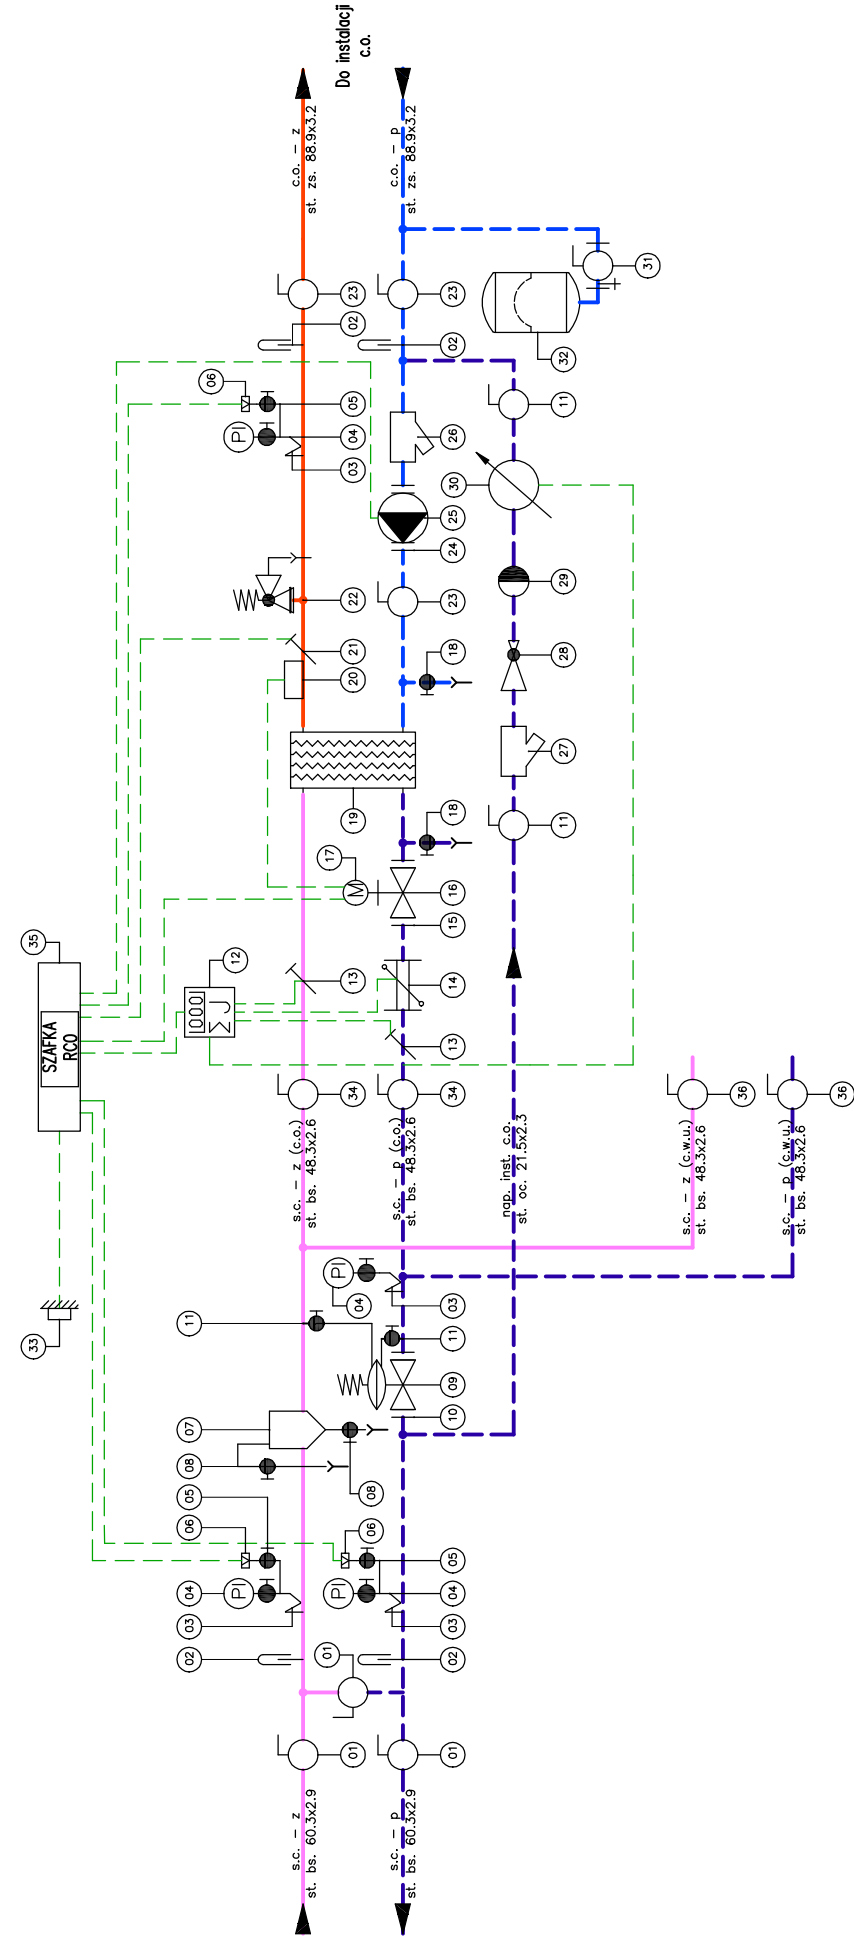 33
35
SZAFKA
RCO
02
03
04
06
05
08
07
11
12
06
PI
000
ΣJ
PI
s.c. – z
st. bs. 60.3x2.9
s.c. – z (c.o.)
st. bs. 48.3x2.6
c.o. – z
st. zs. 88.9x3.2
01
17
PI
PI
M
Do instalacji
c.o.
01
06
08
04
34
13
19
20
21
22
03
04
05
02
23
s.c. – p
st. bs. 60.3x2.9
s.c. – p (c.o.)
st. bs. 48.3x2.6
c.o. – p
st. zs. 88.9x3.2
01
02
03
04
05
10
09
11
03
34
13
14
15
16
18
18
23
24
25
30
26
02
23
nap. inst. c.o.
st. oc. 21.5x2.3
11
27
28
29
11
32
31
s.c. – z (c.w.u.)
st. bs. 48.3x2.6
36
s.c. – p (c.w.u.)
st. bs. 48.3x2.6
36